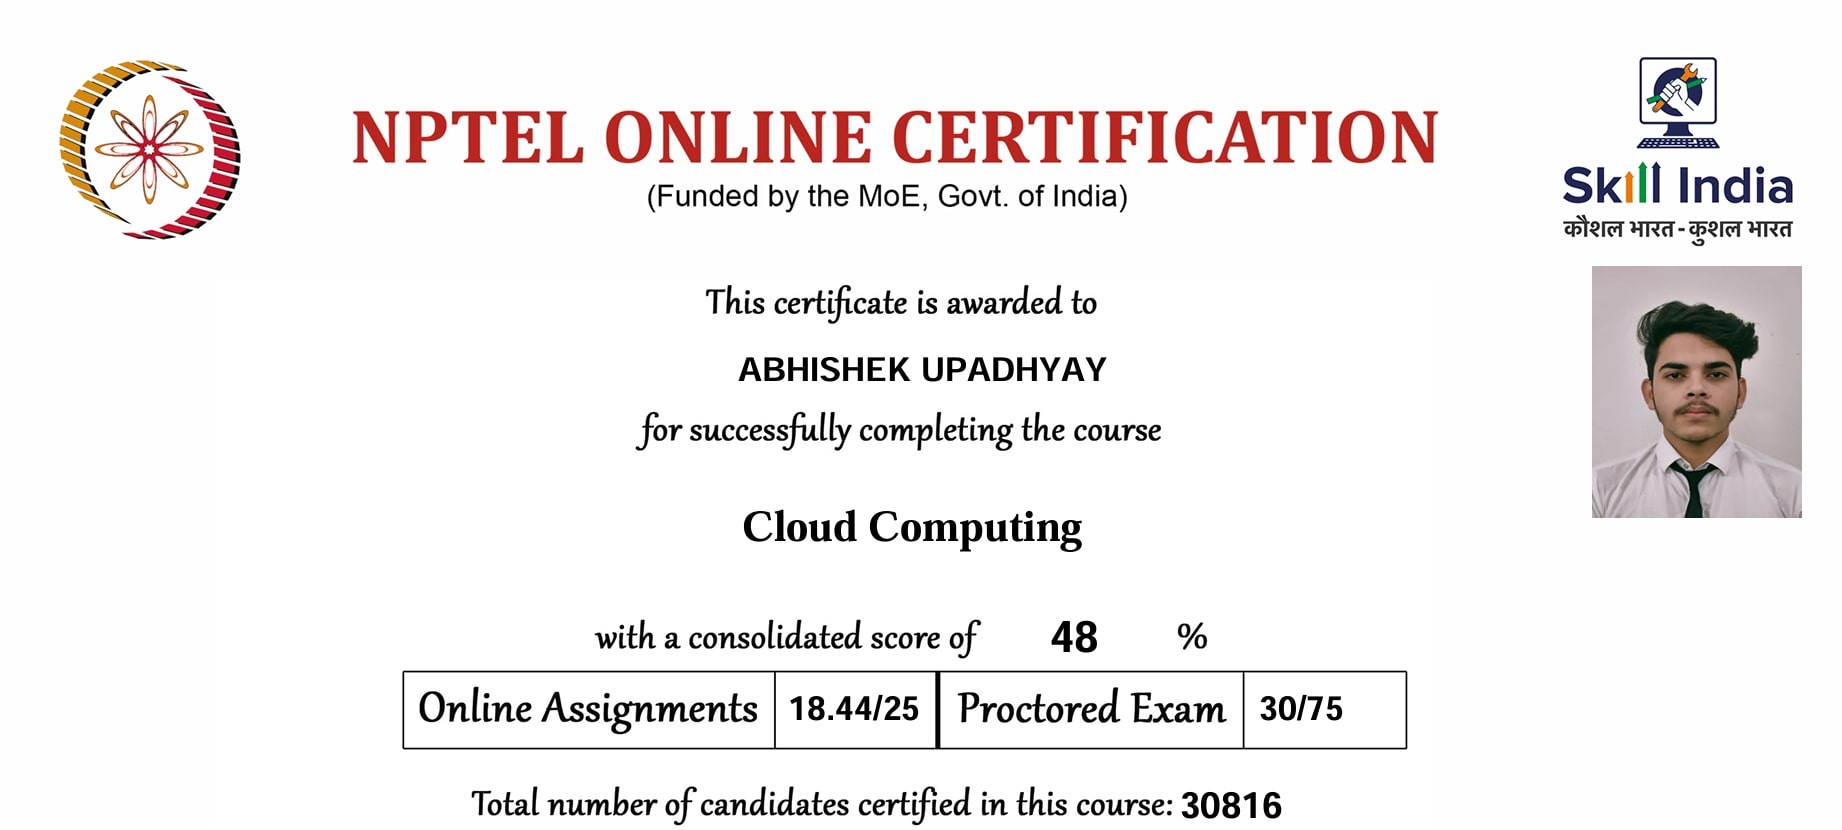 NPTEL ONLINE CERTIFICATION
(Funded by the MoE, Govt. of India)
Skill India
कौशल भारत - कुशल भारत
This certificate is awarded to
ABHISHEK UPADHYAY
for successfully completing the course
Cloud Computing
with a consolidated score of 48 %
Online Assignments 18.44/25 Proctored Exam 30/75
Total number of candidates certified in this course: 30816